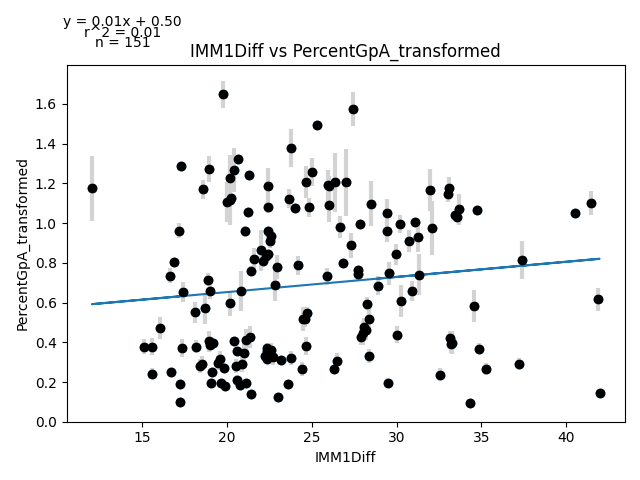 y = 0.01x + 0.50
r^2 = 0.01
n = 151
IMM1Diff vs PercentGpA_transformed
PercentGpA_transformed
1.6
1.4
1.2
1.0
0.8
0.6
0.4
0.2
0.0
15 20 25 30 35 40
IMM1Diff